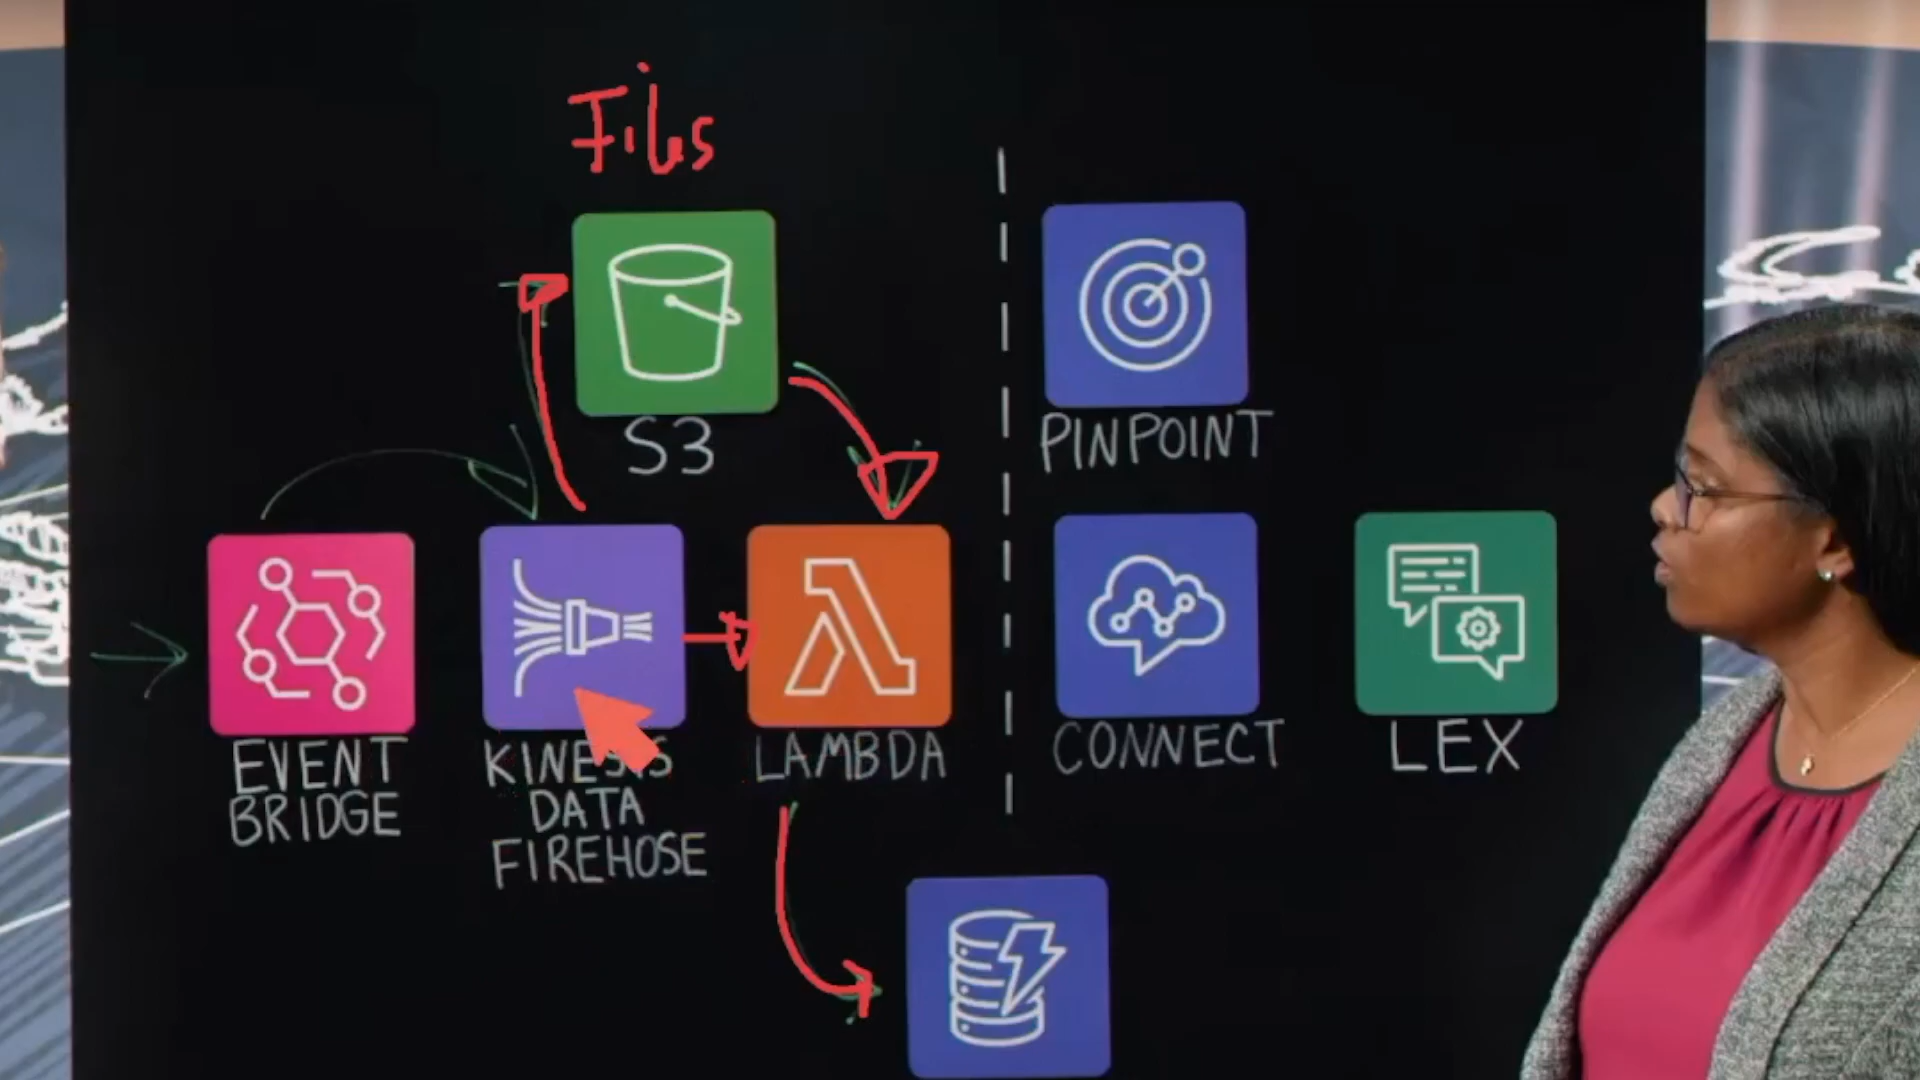 Files
S3
PINPOINT
EVENT
BRIDGE
KINESIS
DATA
FIREHOSE
LAMBDA
CONNECT
LEX